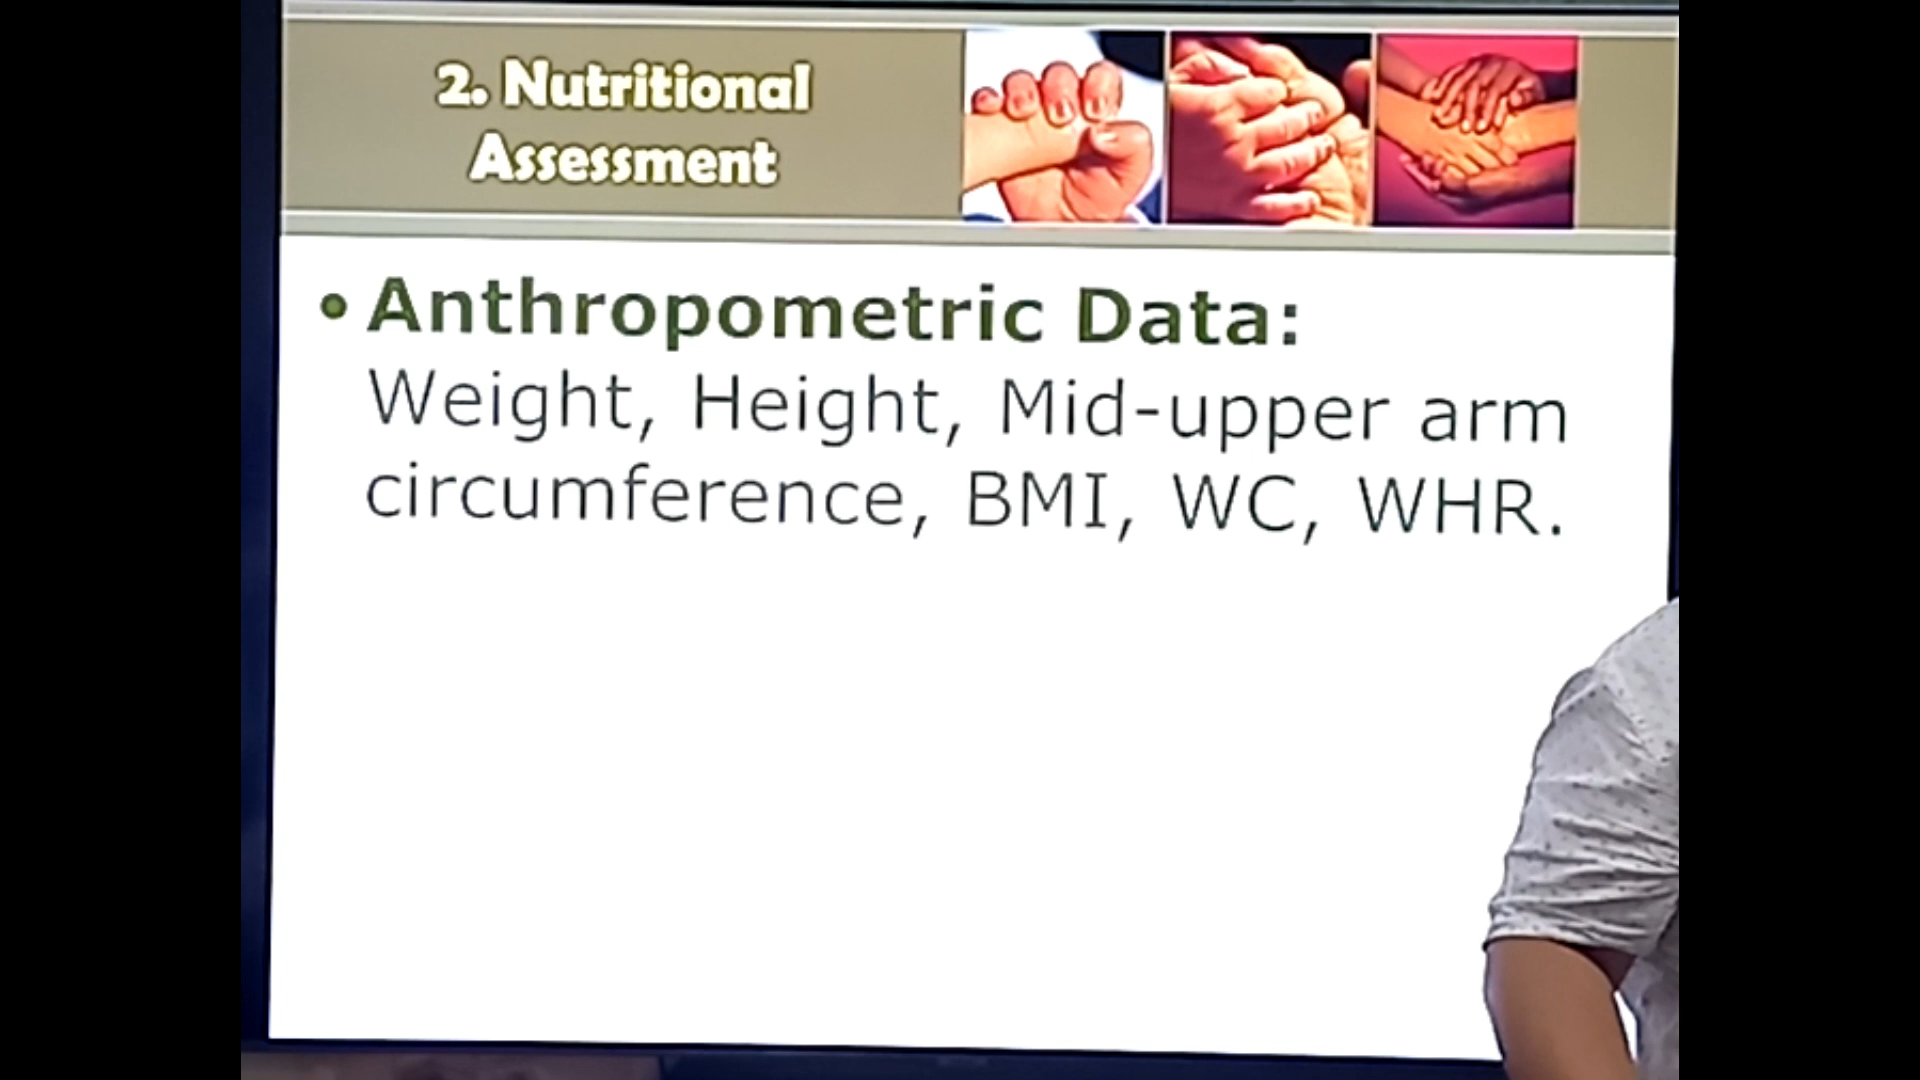 2. Nutritional
Assessment
• Anthropometric Data:
Weight, Height, Mid-upper arm
circumference, BMI, WC, WHR.